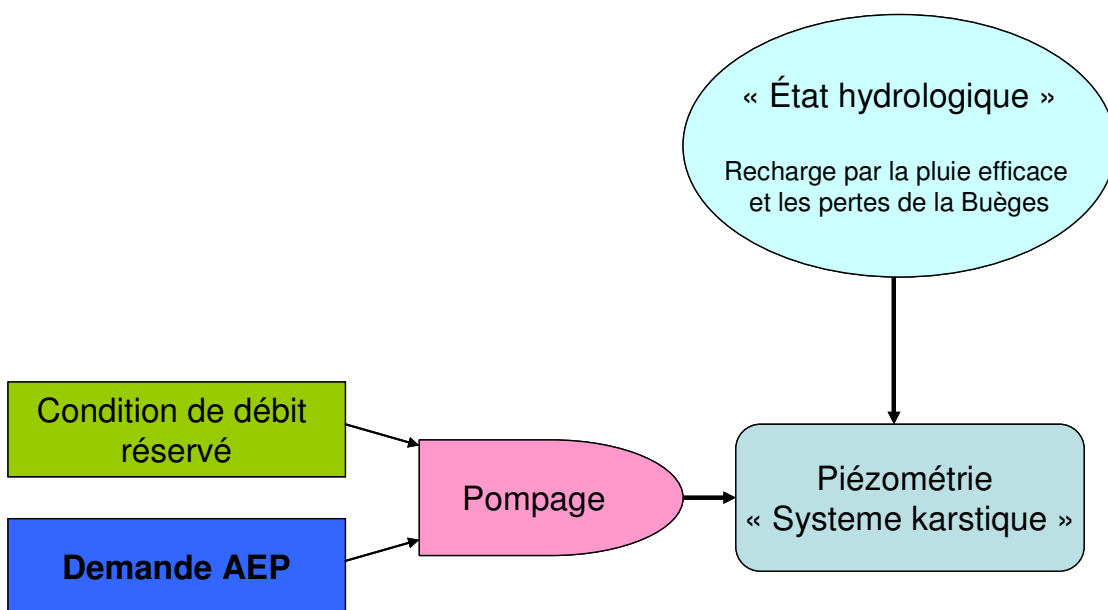 « État hydrologique »
Recharge par la pluie efficace
et les pertes de la Buèges
Condition de débit
réservé
Demande AEP
Pompage
Piézométrie
« Systeme karstique »